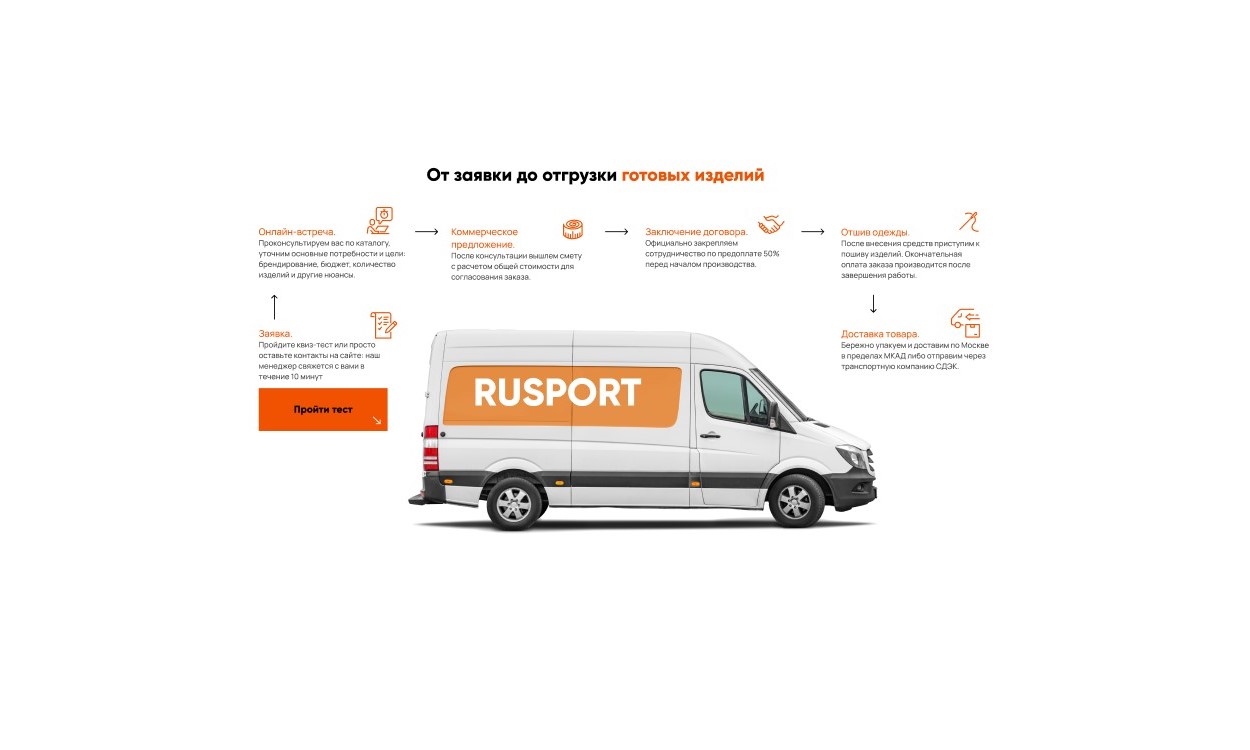 От заявки до отгрузки готовых изделий
Онлайн-встреча.
Проконсультируем вас по каталогу,
уточним основные потребности и цели:
брендирование, бюджет, количество
изделий и другие нюансы.
Коммерческое
предложение.
После консультации вышлем смету
с расчетом общей стоимости для
согласования заказа.
Заключение договора.
Официально закрепляем
сотрудничество по предоплате 50%
перед началом производства.
Отшив одежды.
После внесения средств приступим к
пошиву изделий. Окончательная
оплата заказа производится после
завершения работы.
Заявка.
Пройдите квиз-тест или просто
оставьте контакты на сайте: наш
менеджер свяжется с вами в
течение 10 минут
Пройти тест
Доставка товара.
Бережно упакуем и доставим по Москве
в пределах МКАД либо отправим через
транспортную компанию СДЭК.
RUSPORT